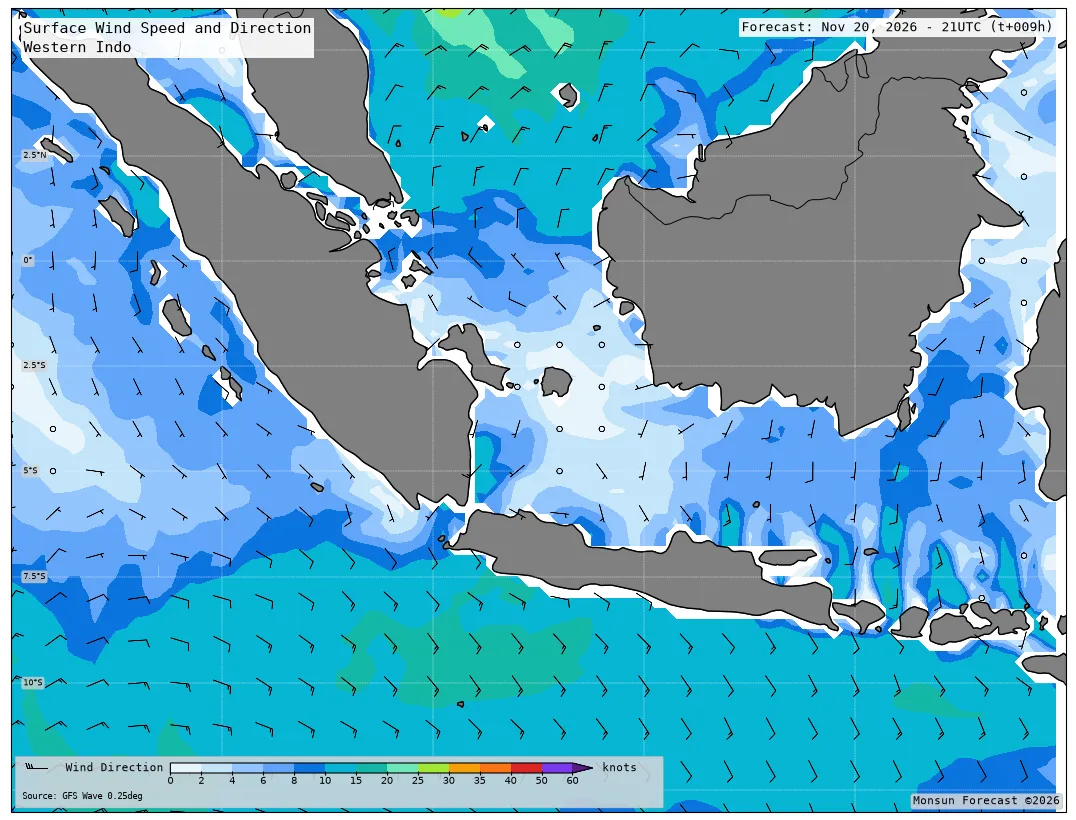 Surface Wind Speed and Direction
Western Indo
Forecast: Nov 20, 2026 - 21UTC (t+009h)
2.5°N
0°
2.5°S
5°S
7.5°S
10°S
Wind Direction
0 2 4 6 8 10 15 20 25 30 35 40 50 60
knots
Source: GFS Wave 0.25deg
Monsun Forecast ©2026